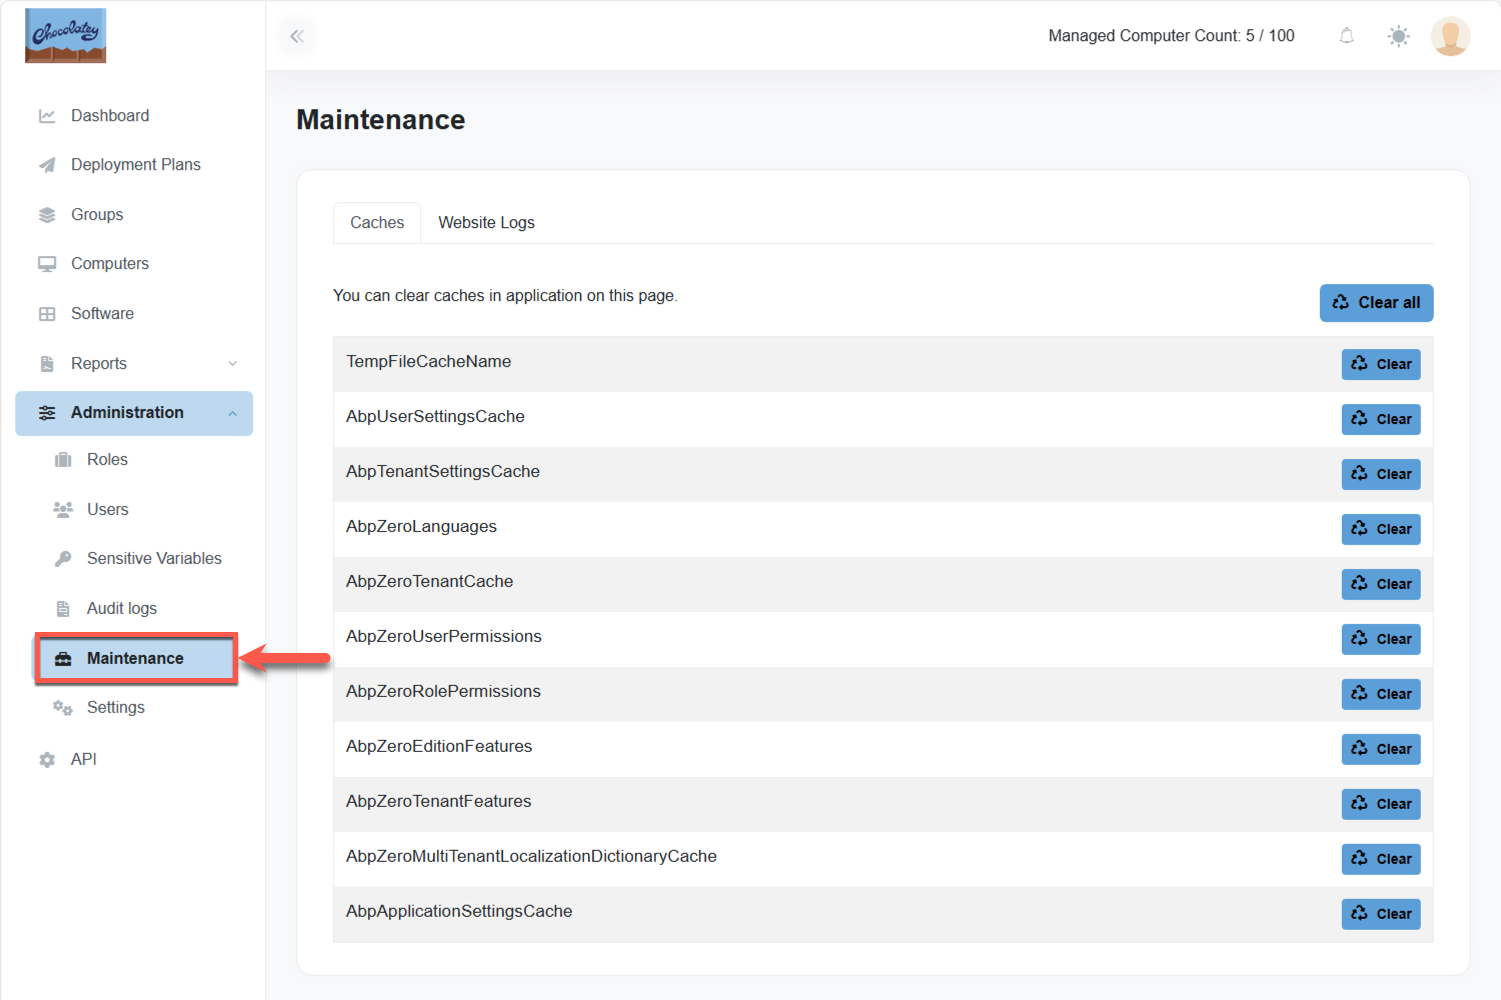 Chocolatey
Managed Computer Count: 5 / 100
Dashboard
Deployment Plans
Groups
Computers
Software
Reports
Administration
Roles
Users
Sensitive Variables
Audit logs
Maintenance
Settings
API
Maintenance
Caches
Website Logs
You can clear caches in application on this page.
Clear all
TempFileCacheName
Clear
AbpUserSettingsCache
Clear
AbpTenantSettingsCache
Clear
AbpZeroLanguages
Clear
AbpZeroTenantCache
Clear
AbpZeroUserPermissions
Clear
AbpZeroRolePermissions
Clear
AbpZeroEditionFeatures
Clear
AbpZeroTenantFeatures
Clear
AbpZeroMultiTenantLocalizationDictionaryCache
Clear
AbpApplicationSettingsCache
Clear